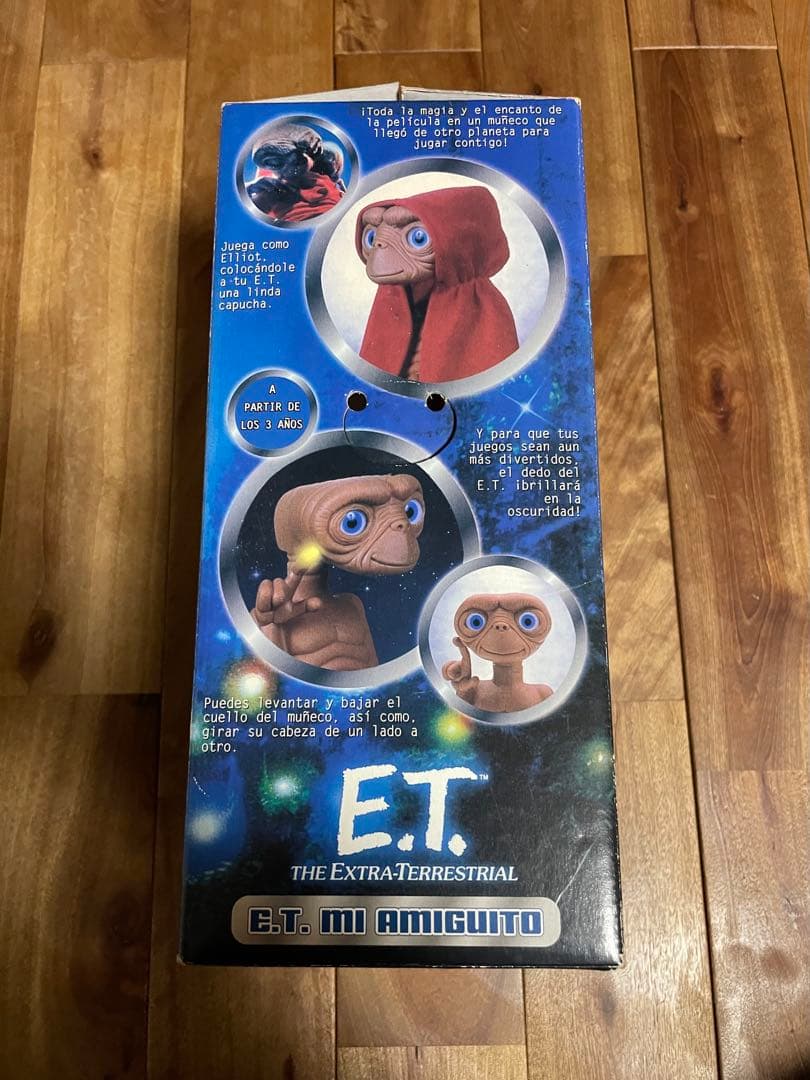 ¡Toda la magia y el encanto de
la película en un muñeco que
llegó de otro planeta para
jugar contigo!
Juega como
Elliot,
colocándole
a tu E.T.
una linda
capucha.
A
PARTIR DE
LOS 3 AÑOS
Y para que tus
juegos sean aun
más divertidos,
el dedo del
E.T. ¡brillará
en la
oscuridad!
Puedes levantar y bajar el
cuello del muñeco, así como,
girar su cabeza de un lado a
otro.
E.T.™
THE EXTRA-TERRESTRIAL
E.T. MI AMIGUITO